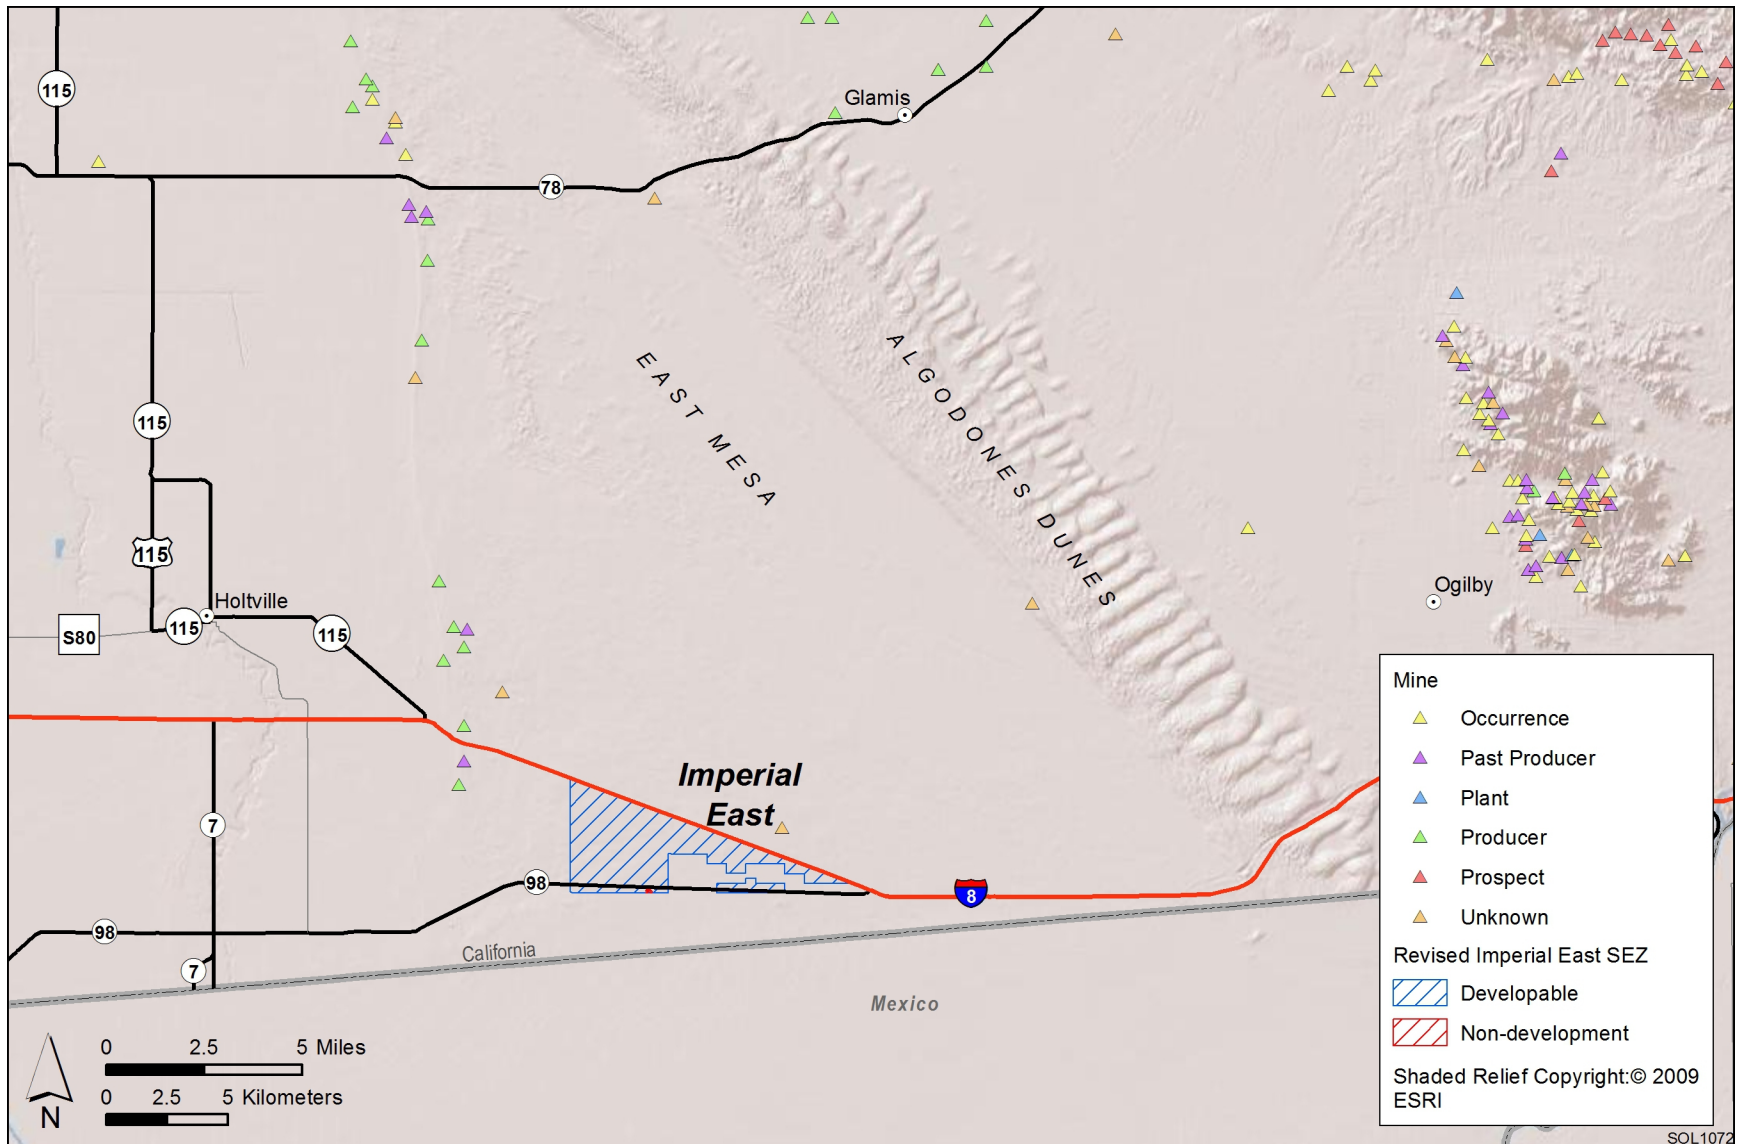 115
Glamis
78
115
EAST MESA
ALGODONES DUNES
115
Holtville
S80
115
115
Ogilby
7
Imperial
East
98
8
98
7
California
Mexico
Mine
Occurrence
Past Producer
Plant
Producer
Prospect
Unknown
Revised Imperial East SEZ
Developable
Non-development
Shaded Relief Copyright:© 2009
ESRI
0 2.5 5 Miles
0 2.5 5 Kilometers
N
SOL1072